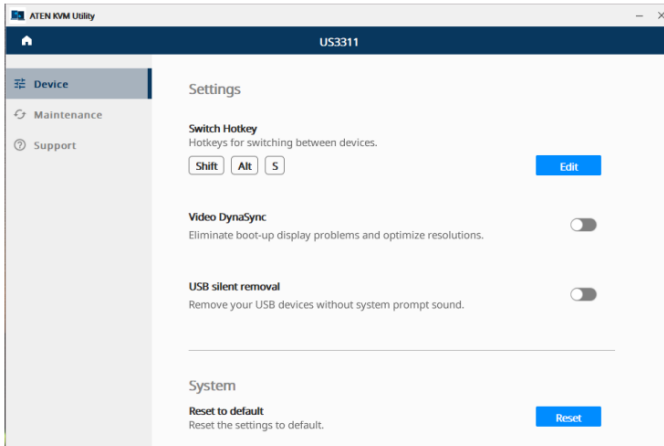 ATEN KVM Utility
US3311
Device
Maintenance
Support
Settings
Switch Hotkey
Hotkeys for switching between devices.
Shift Alt S
Edit
Video DynaSync
Eliminate boot-up display problems and optimize resolutions.
USB silent removal
Remove your USB devices without system prompt sound.
System
Reset to default
Reset the settings to default.
Reset